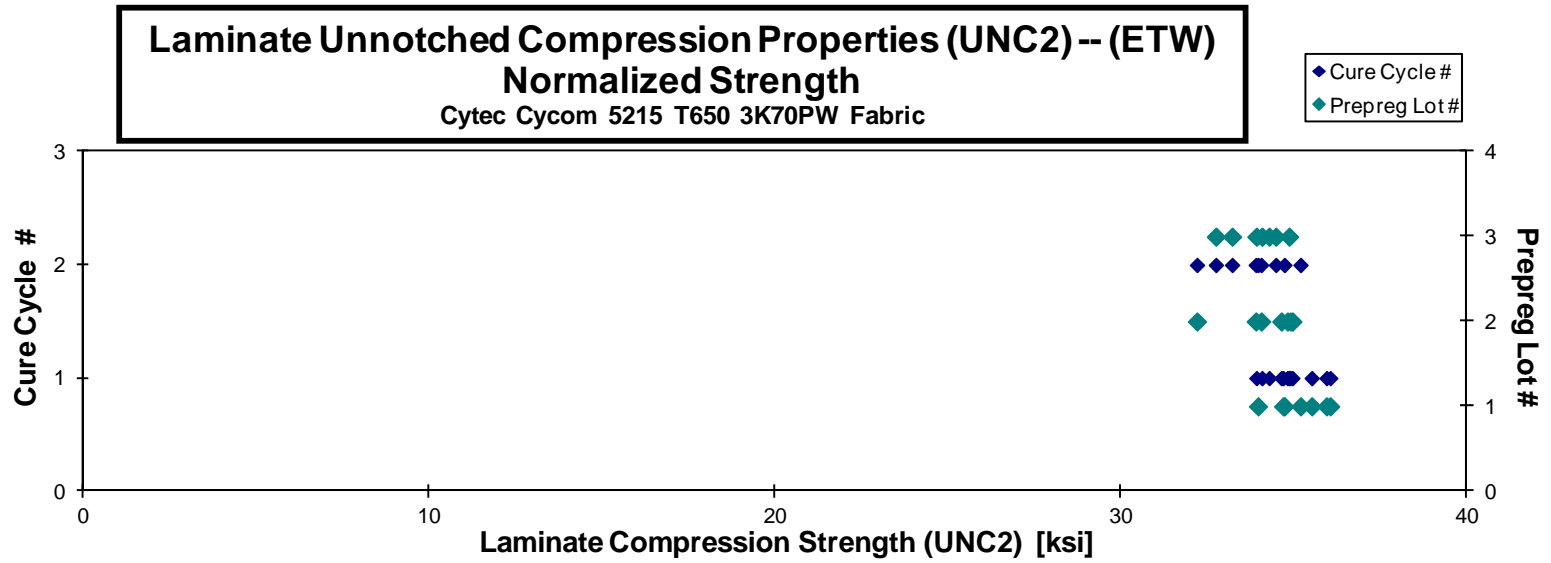 Laminate Unnotched Compression Properties (UNC2) -- (ETW)
Normalized Strength
Cytec Cycom 5215 T650 3K70PW Fabric
Cure Cycle #
Prepreg Lot #
3
2
1
0
Cure Cycle #
4
3
2
1
0
Prepreg Lot #
0
10
20
30
40
Laminate Compression Strength (UNC2) [ksi]